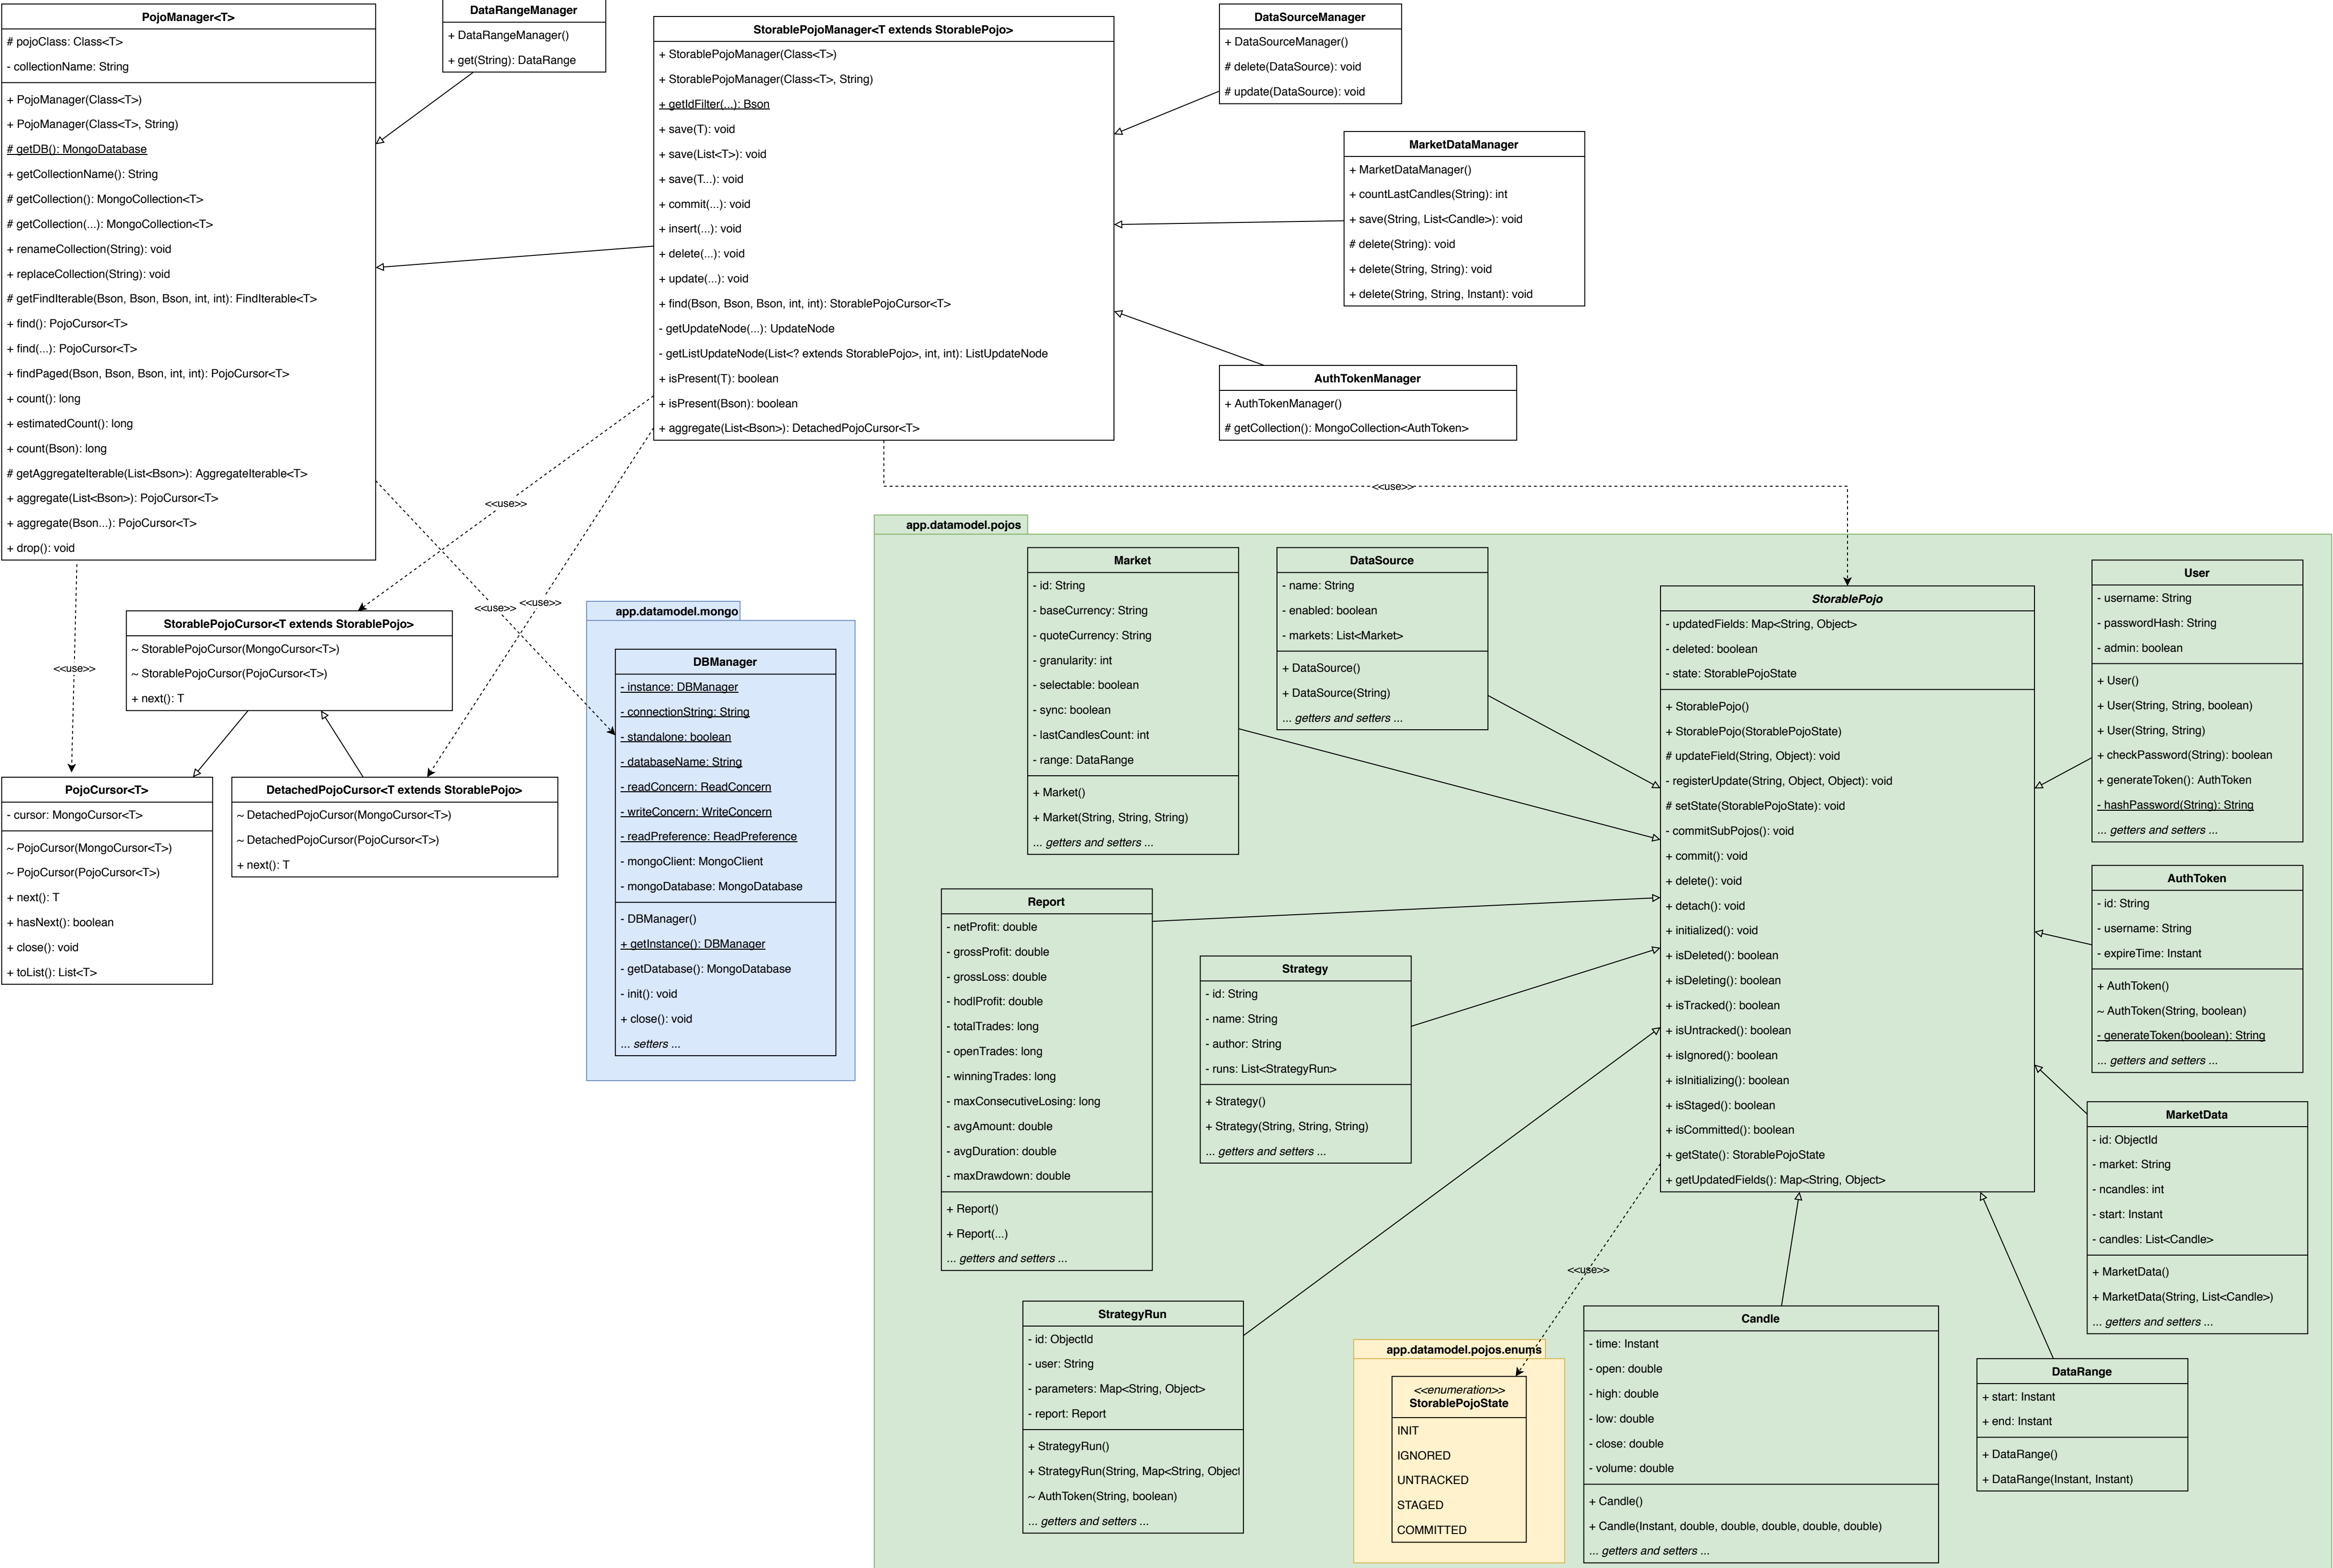 PojoManager<T>
# pojoClass: Class<T>
- collectionName: String
+ PojoManager(Class<T>)
+ PojoManager(Class<T>, String)
# getDB(): MongoDatabase
+ getCollectionName(): String
# getCollection(): MongoCollection<T>
# getCollection(...): MongoCollection<T>
+ renameCollection(String): void
+ replaceCollection(String): void
# getFindIterable(Bson, Bson, Bson, int, int): FindIterable<T>
+ find(): PojoCursor<T>
+ find(...): PojoCursor<T>
+ findPaged(Bson, Bson, Bson, int, int): PojoCursor<T>
+ count(): long
+ estimatedCount(): long
+ count(Bson): long
# getAggregateIterable(List<Bson>): AggregateIterable<T>
+ aggregate(List<Bson>): PojoCursor<T>
+ aggregate(Bson...): PojoCursor<T>
+ drop(): void
DataRangeManager
+ DataRangeManager()
+ get(String): DataRange
StorablePojoManager<T extends StorablePojo>
+ StorablePojoManager(Class<T>)
+ StorablePojoManager(Class<T>, String)
+ getIdFilter(...): Bson
+ save(T): void
+ save(List<T>): void
+ save(T...): void
+ commit(...): void
+ insert(...): void
+ delete(...): void
+ update(...): void
+ find(Bson, Bson, Bson, int, int): StorablePojoCursor<T>
- getUpdateNode(...): UpdateNode
- getListUpdateNode(List<? extends StorablePojo>, int, int): ListUpdateNode
+ isPresent(T): boolean
+ isPresent(Bson): boolean
+ aggregate(List<Bson>): DetachedPojoCursor<T>
DataSourceManager
+ DataSourceManager()
# delete(DataSource): void
# update(DataSource): void
MarketDataManager
+ MarketDataManager()
+ countLastCandles(String): int
+ save(String, List<Candle>): void
# delete(String): void
+ delete(String, String): void
+ delete(String, String, Instant): void
AuthTokenManager
+ AuthTokenManager()
# getCollection(): MongoCollection<AuthToken>
<<use>>
<<use>>
<<use>>
<<use>>
<<use>>
StorablePojoCursor<T extends StorablePojo>
~ StorablePojoCursor(MongoCursor<T>)
~ StorablePojoCursor(PojoCursor<T>)
+ next(): T
PojoCursor<T>
- cursor: MongoCursor<T>
~ PojoCursor(MongoCursor<T>)
~ PojoCursor(PojoCursor<T>)
+ next(): T
+ hasNext(): boolean
+ close(): void
+ toList(): List<T>
DetachedPojoCursor<T extends StorablePojo>
~ DetachedPojoCursor(MongoCursor<T>)
~ DetachedPojoCursor(PojoCursor<T>)
+ next(): T
app.datamodel.mongo
DBManager
- instance: DBManager
- connectionString: String
- standalone: boolean
- databaseName: String
- readConcern: ReadConcern
- writeConcern: WriteConcern
- readPreference: ReadPreference
- mongoClient: MongoClient
- mongoDatabase: MongoDatabase
- DBManager()
+ getInstance(): DBManager
- getDatabase(): MongoDatabase
- init(): void
+ close(): void
... setters ...
app.datamodel.pojos
Market
- id: String
- baseCurrency: String
- quoteCurrency: String
- granularity: int
- selectable: boolean
- sync: boolean
- lastCandlesCount: int
- range: DataRange
+ Market()
+ Market(String, String, String)
... getters and setters ...
DataSource
- name: String
- enabled: boolean
- markets: List<Market>
+ DataSource()
+ DataSource(String)
... getters and setters ...
StorablePojo
- updatedFields: Map<String, Object>
- deleted: boolean
- state: StorablePojoState
+ StorablePojo()
+ StorablePojo(StorablePojoState)
# updateField(String, Object): void
- registerUpdate(String, Object, Object): void
# setState(StorablePojoState): void
- commitSubPojos(): void
+ commit(): void
+ delete(): void
+ detach(): void
+ initialized(): void
+ isDeleted(): boolean
+ isDeleting(): boolean
+ isTracked(): boolean
+ isUntracked(): boolean
+ isIgnored(): boolean
+ isInitializing(): boolean
+ isStaged(): boolean
+ isCommitted(): boolean
+ getState(): StorablePojoState
+ getUpdatedFields(): Map<String, Object>
User
- username: String
- passwordHash: String
- admin: boolean
+ User()
+ User(String, String, boolean)
+ User(String, String)
+ checkPassword(String): boolean
+ generateToken(): AuthToken
- hashPassword(String): String
... getters and setters ...
AuthToken
- id: String
- username: String
- expireTime: Instant
+ AuthToken()
~ AuthToken(String, boolean)
- generateToken(boolean): String
... getters and setters ...
MarketData
- id: ObjectId
- market: String
- ncandles: int
- start: Instant
- candles: List<Candle>
+ MarketData()
+ MarketData(String, List<Candle>)
... getters and setters ...
Report
- netProfit: double
- grossProfit: double
- grossLoss: double
- hodlProfit: double
- totalTrades: long
- openTrades: long
- winningTrades: long
- maxConsecutiveLosing: long
- avgAmount: double
- avgDuration: double
- maxDrawdown: double
+ Report()
+ Report(...)
... getters and setters ...
Strategy
- id: String
- name: String
- author: String
- runs: List<StrategyRun>
+ Strategy()
+ Strategy(String, String, String)
... getters and setters ...
StrategyRun
- id: ObjectId
- user: String
- parameters: Map<String, Object>
- report: Report
+ StrategyRun()
+ StrategyRun(String, Map<String, Object
~ AuthToken(String, boolean)
... getters and setters ...
<<use>>
app.datamodel.pojos.enums
<<enumeration>>
StorablePojoState
INIT
IGNORED
UNTRACKED
STAGED
COMMITTED
Candle
- time: Instant
- open: double
- high: double
- low: double
- close: double
- volume: double
+ Candle()
+ Candle(Instant, double, double, double, double, double)
... getters and setters ...
DataRange
+ start: Instant
+ end: Instant
+ DataRange()
+ DataRange(Instant, Instant)